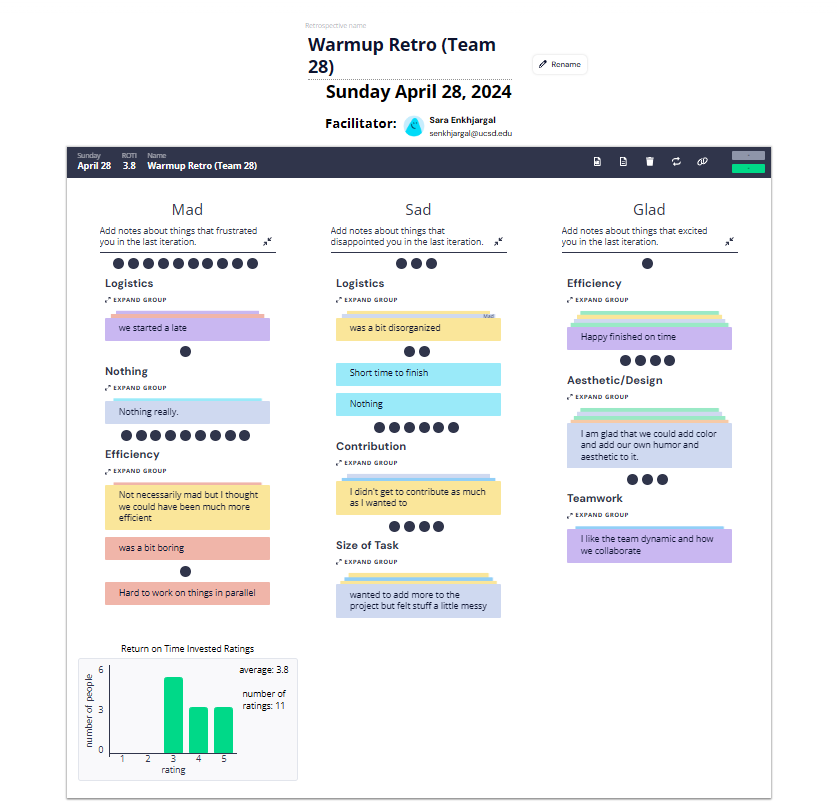 Retrospective name
Warmup Retro (Team
28)
Rename
Sunday April 28, 2024
Facilitator:
Sara Enkhjargal
senkhjargal@ucsd.edu
Sunday
April 28
ROTI
3.8
Name
Warmup Retro (Team 28)
Mad
Add notes about things that frustrated
you in the last iteration.
Logistics
EXPAND GROUP
we started a late
Nothing
EXPAND GROUP
Nothing really.
Efficiency
EXPAND GROUP
Not necessarily mad but I thought
we could have been much more
efficient
was a bit boring
Hard to work on things in parallel
Sad
Add notes about things that
disappointed you in the last iteration.
Logistics
EXPAND GROUP
Mad
was a bit disorganized
Short time to finish
Nothing
Contribution
EXPAND GROUP
I didn't get to contribute as much
as I wanted to
Size of Task
EXPAND GROUP
wanted to add more to the
project but felt stuff a little messy
Glad
Add notes about things that excited
you in the last iteration.
Efficiency
EXPAND GROUP
Happy finished on time
Aesthetic/Design
EXPAND GROUP
I am glad that we could add color
and add our own humor and
aesthetic to it.
Teamwork
EXPAND GROUP
I like the team dynamic and how
we collaborate
Return on Time Invested Ratings
number of people
6
3
0
1 2 3 4 5
rating
average: 3.8
number of
ratings: 11